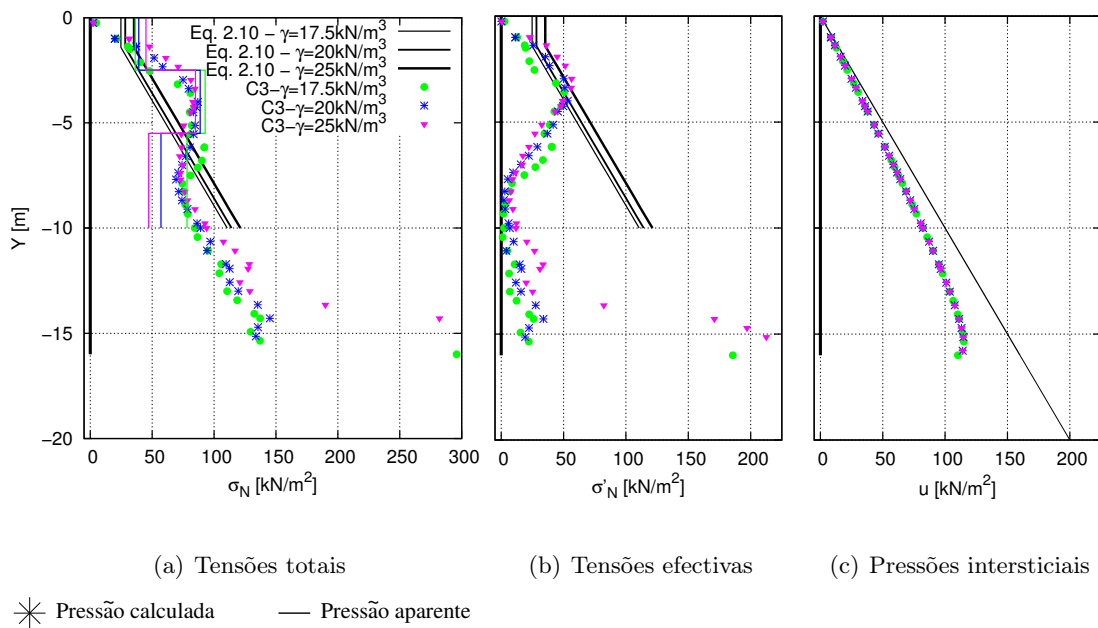 Eq. 2.10 − γ=17.5kN/m³
Eq. 2.10 − γ=20kN/m³
Eq. 2.10 − γ=25kN/m³
C3−γ=17.5kN/m³
C3−γ=20kN/m³
C3−γ=25kN/m³
0
−5
−10
−15
−20
Y [m]
0 50 100 150 200 250 300
σN [kN/m²]
0 50 100 150 200
σ'N [kN/m²]
0 50 100 150 200
u [kN/m²]
(a) Tensões totais
(b) Tensões efectivas
(c) Pressões intersticiais
Pressão calculada
Pressão aparente